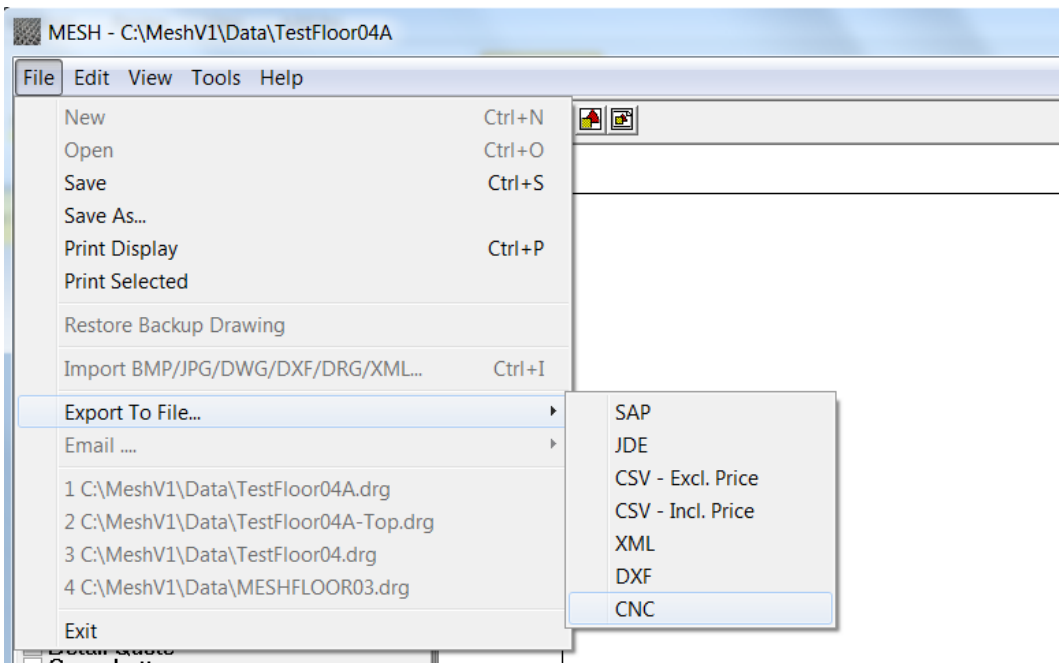 MESH - C:\MeshV1\Data\TestFloor04A
File Edit View Tools Help
New Ctrl+N
Open Ctrl+O
Save Ctrl+S
Save As...
Print Display Ctrl+P
Print Selected
Restore Backup Drawing
Import BMP/JPG/DWG/DXF/DRG/XML... Ctrl+I
Export To File...
Email ....
1 C:\MeshV1\Data\TestFloor04A.drg
2 C:\MeshV1\Data\TestFloor04A-Top.drg
3 C:\MeshV1\Data\TestFloor04.drg
4 C:\MeshV1\Data\MESHFLOOR03.drg
Exit
SAP
JDE
CSV - Excl. Price
CSV - Incl. Price
XML
DXF
CNC